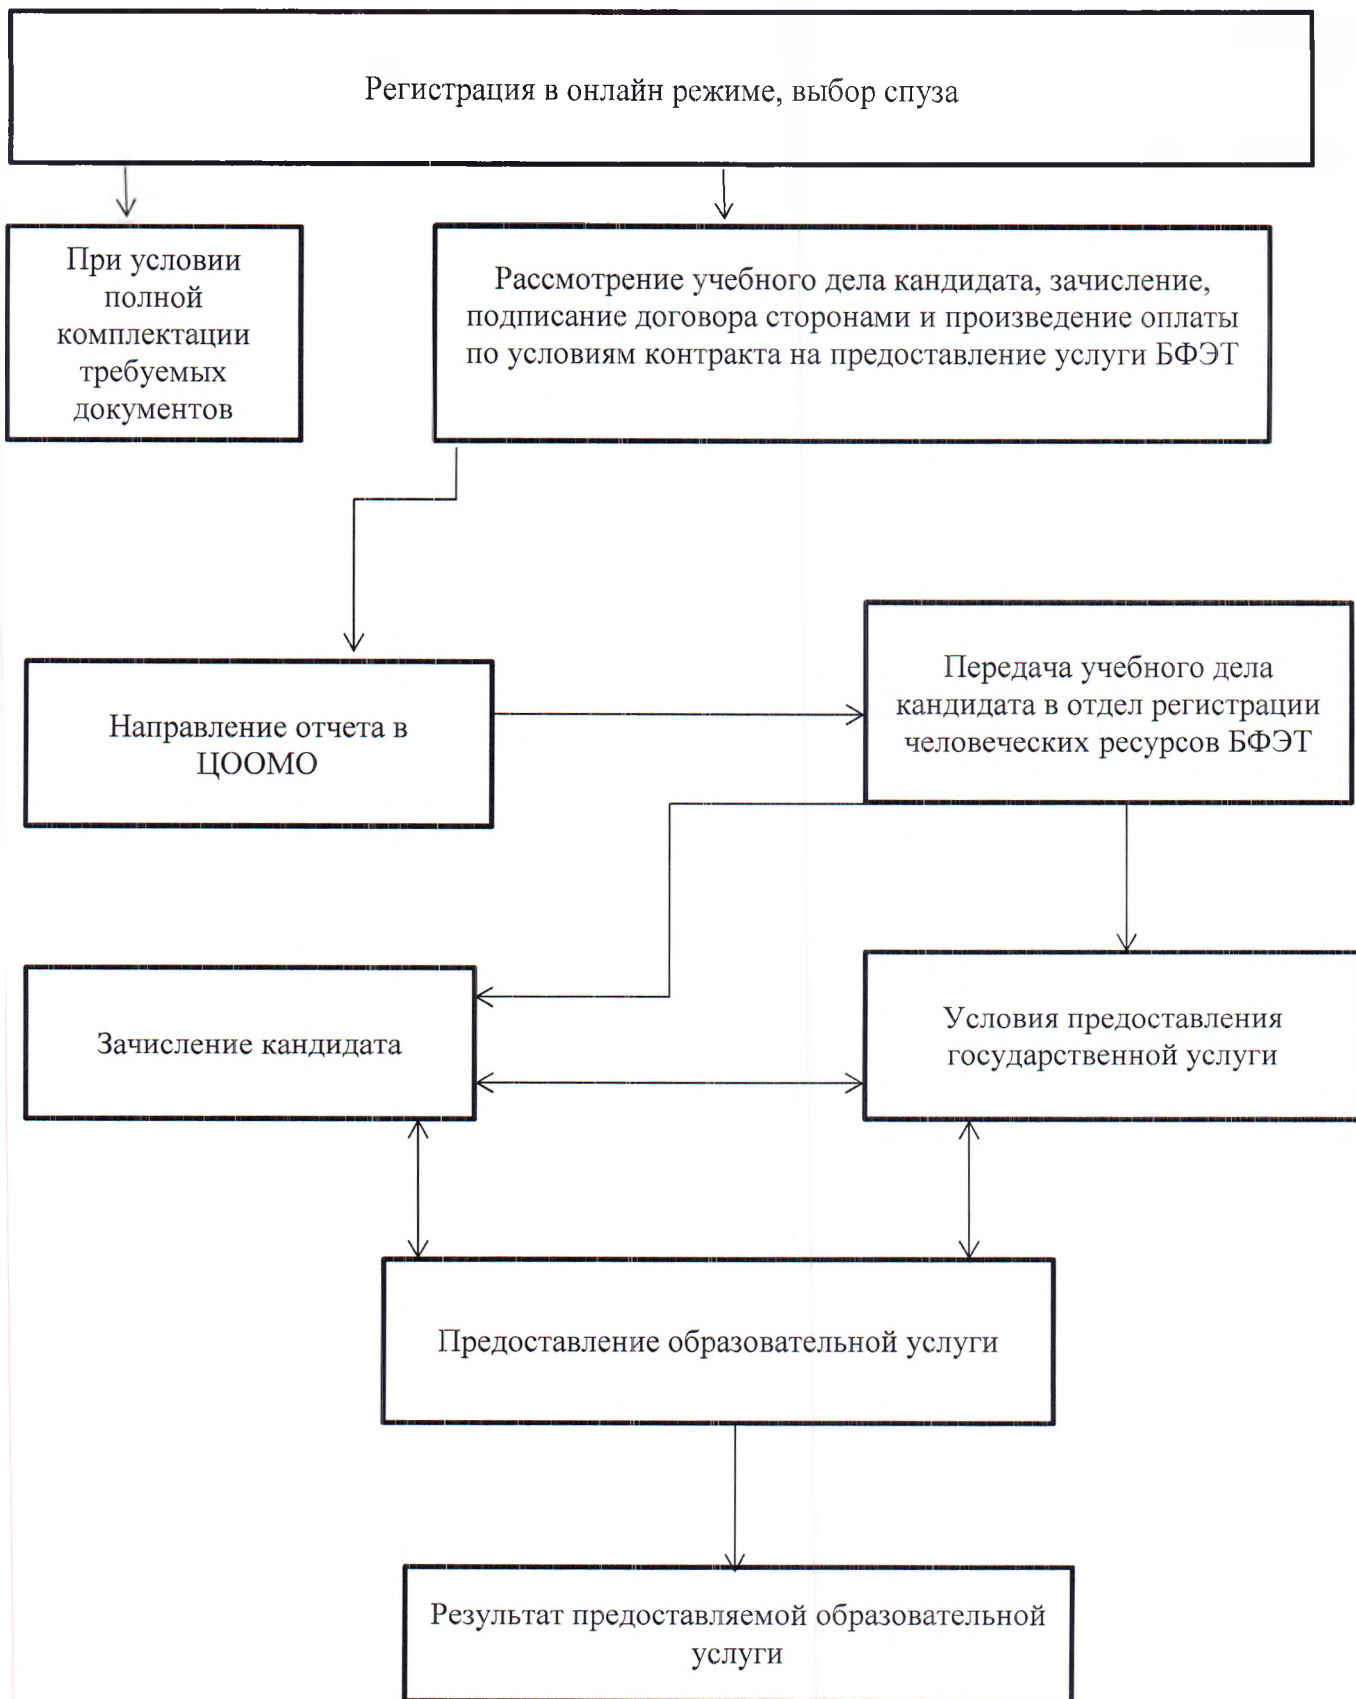 Регистрация в онлайн режиме, выбор спуза
При условии
полной
комплектации
требуемых
документов
Рассмотрение учебного дела кандидата, зачисление,
подписание договора сторонами и произведение оплаты
по условиям контракта на предоставление услуги БФЭТ
Направление отчета в
ЦООМО
Передача учебного дела
кандидата в отдел регистрации
человеческих ресурсов БФЭТ
Зачисление кандидата
Условия предоставления
государственной услуги
Предоставление образовательной услуги
Результат предоставляемой образовательной
услуги